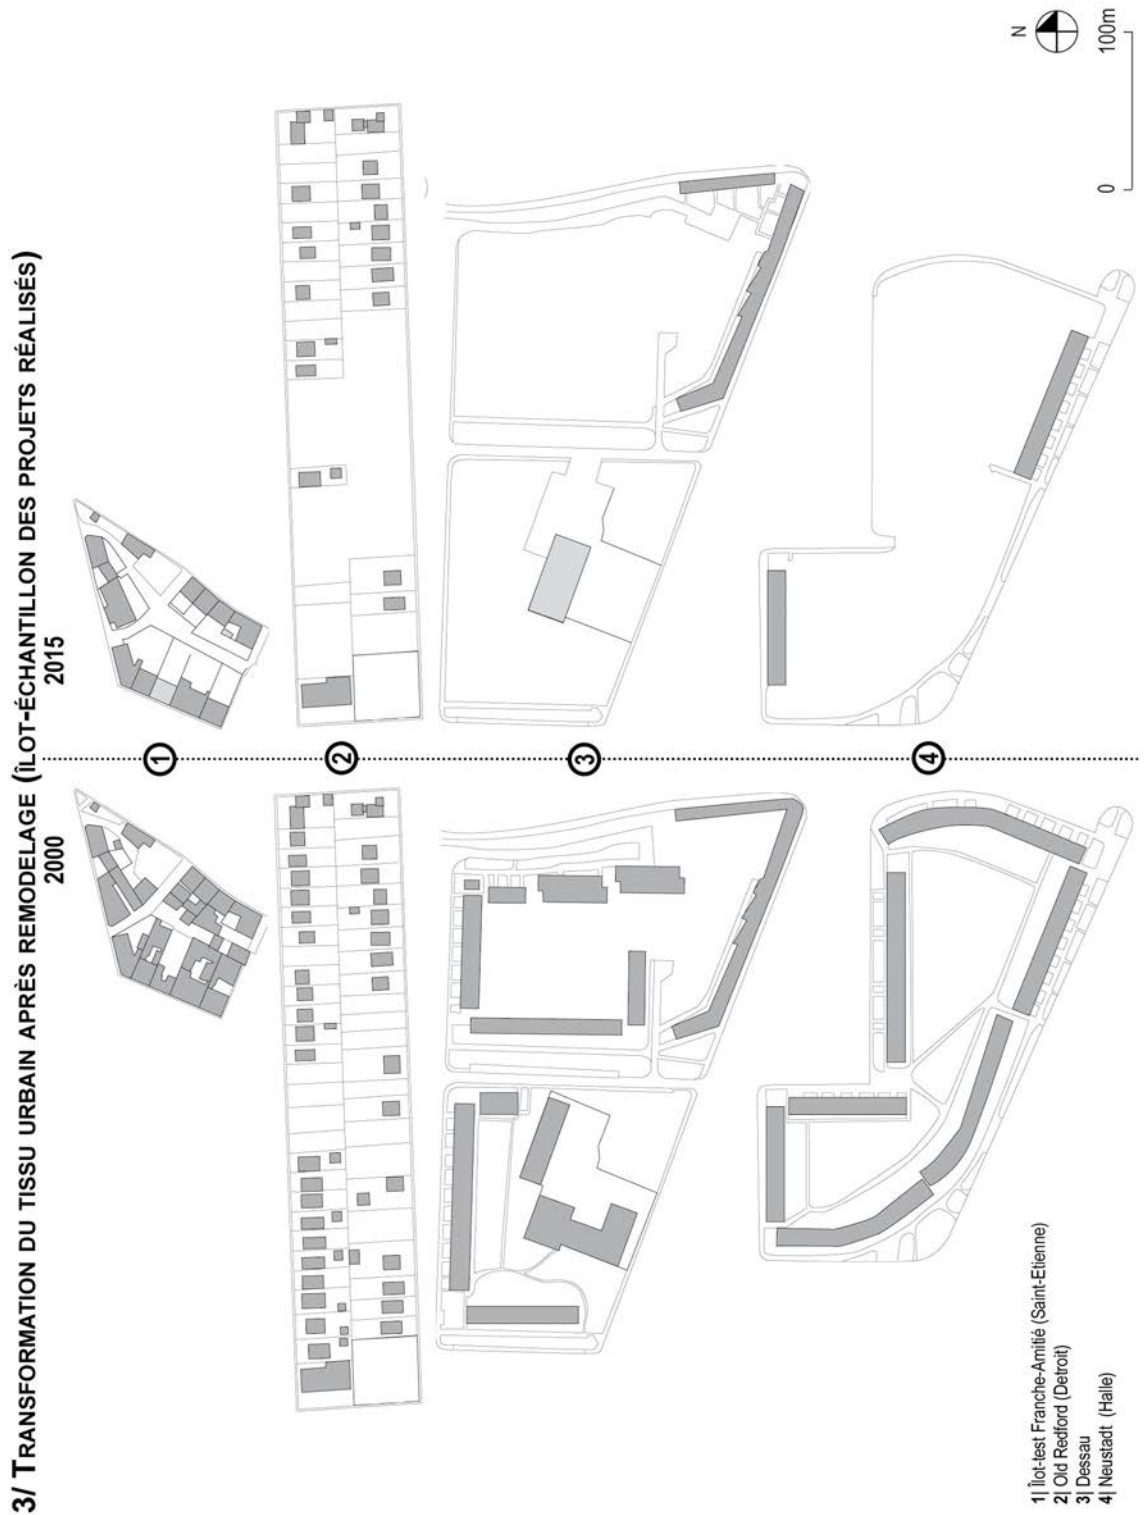 3/ TRANSFORMATION DU TISSU URBAIN APRÈS REMODELAGE (ÎLOT-ÉCHANTILLON DES PROJETS RÉALISÉS)
2000
2015
1
2
3
4
1| Îlot-test Franche-Amitié (Saint-Etienne)
2| Old Redford (Detroit)
3| Dessau
4| Neustadt (Halle)
N
0
100m